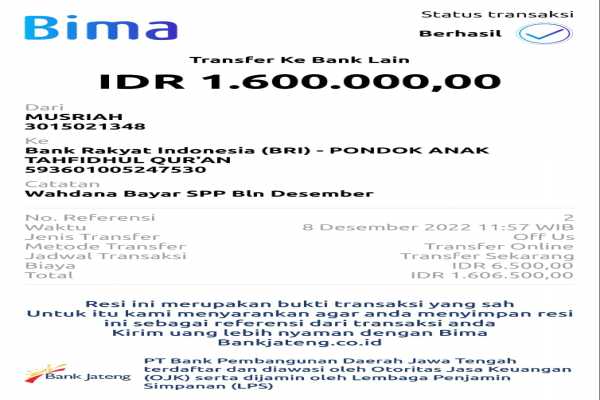 Bima
Status transaksi
Berhasil
Transfer Ke Bank Lain
IDR 1.600.000,00
Dari
MUSRIAH
3015021348
Ke
Bank Rakyat Indonesia (BRI) - PONDOK ANAK
TAHFIDHUL QUR'AN
593601005247530
Catatan
Wahdana Bayar SPP Bln Desember
No. Referensi 2
Waktu 8 Desember 2022 11:57 WIB
Jenis Transfer Off Us
Metode Transfer Transfer Online
Jadwal Transaksi Transfer Sekarang
Biaya IDR 6.500,00
Total IDR 1.606.500,00
Resi ini merupakan bukti transaksi yang sah
Untuk itu kami menyarankan agar anda menyimpan resi
ini sebagai referensi dari transaksi anda
Kirim uang lebih nyaman dengan Bima
Bankjateng.co.id
Bank Jateng
PT Bank Pembangunan Daerah Jawa Tengah
terdaftar dan diawasi oleh Otoritas Jasa Keuangan
(OJK) serta dijamin oleh Lembaga Penjamin
Simpanan (LPS)